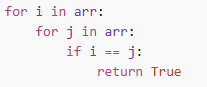 for i in arr:
    for j in arr:
        if i == j:
            return True